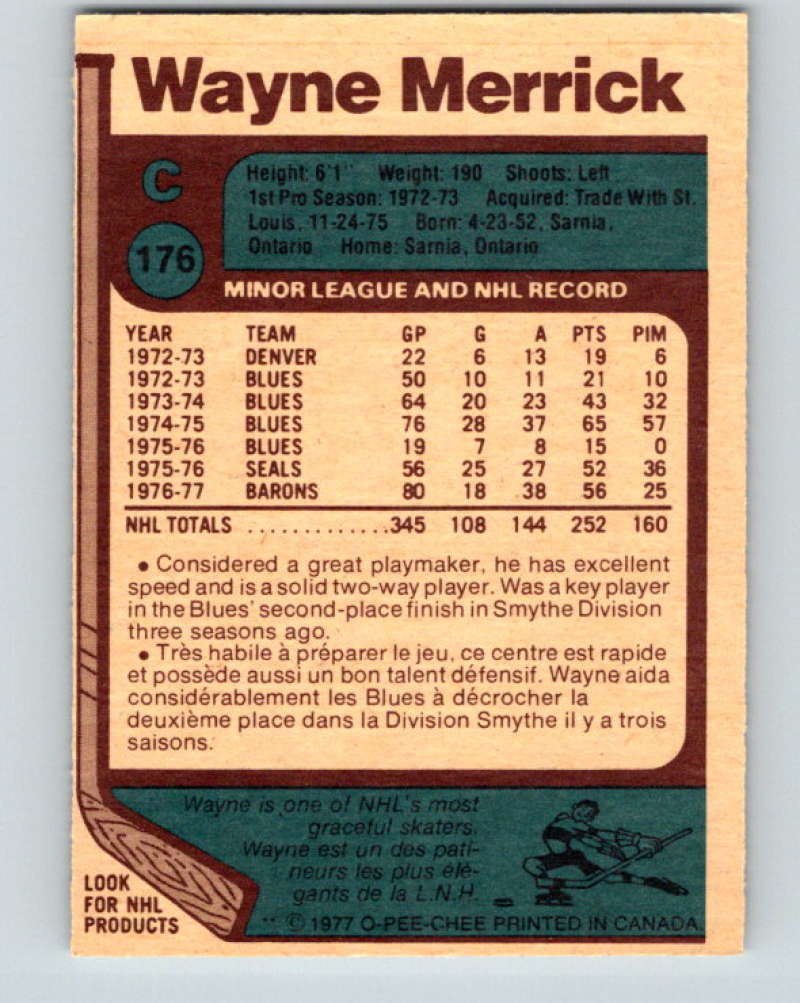 Wayne Merrick
C
176
Height: 6'1" Weight: 190 Shoots: Left
1st Pro Season: 1972-73 Acquired: Trade With St.
Louis, 11-24-75 Born: 4-23-52, Sarnia,
Ontario Home: Sarnia, Ontario
MINOR LEAGUE AND NHL RECORD
YEAR TEAM GP G A PTS PIM
1972-73 DENVER 22 6 13 19 6
1972-73 BLUES 50 10 11 21 10
1973-74 BLUES 64 20 23 43 32
1974-75 BLUES 76 28 37 65 57
1975-76 BLUES 19 7 8 15 0
1975-76 SEALS 56 25 27 52 36
1976-77 BARONS 80 18 38 56 25
NHL TOTALS .............345 108 144 252 160
• Considered a great playmaker, he has excellent
speed and is a solid two-way player. Was a key player
in the Blues' second-place finish in Smythe Division
three seasons ago.
• Très habile à préparer le jeu, ce centre est rapide
et possède aussi un bon talent défensif. Wayne aida
considérablement les Blues à décrocher la
deuxième place dans la Division Smythe il y a trois
saisons.
Wayne is one of NHL's most
graceful skaters.
Wayne est un des pati-
neurs les plus élé-
gants de la L.N.H.
LOOK
FOR NHL
PRODUCTS
** © 1977 O-PEE-CHEE PRINTED IN CANADA